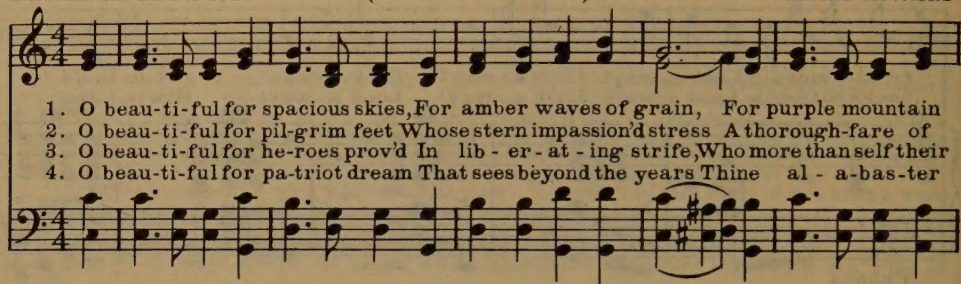 1. O beau-ti-ful for spacious skies, For amber waves of grain, For purple mountain
2. O beau-ti-ful for pil-grim feet Whose stern impassion'd stress A thorough-fare of
3. O beau-ti-ful for he-roes prov'd In lib-er-at-ing strife, Who more than self their
4. O beau-ti-ful for pa-triot dream That sees beyond the years Thine al-a-bas-ter